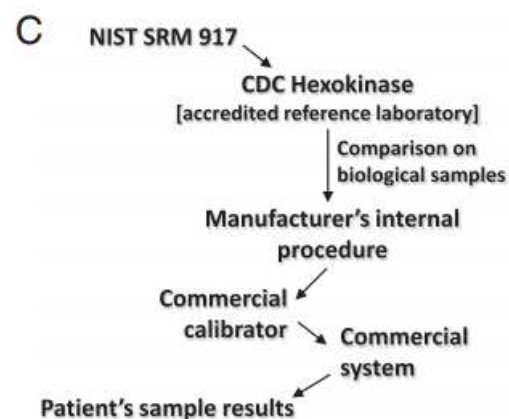 C
NIST SRM 917
CDC Hexokinase
[accredited reference laboratory]
Comparison on
biological samples
Manufacturer's internal
procedure
Commercial
calibrator
Commercial
system
Patient's sample results